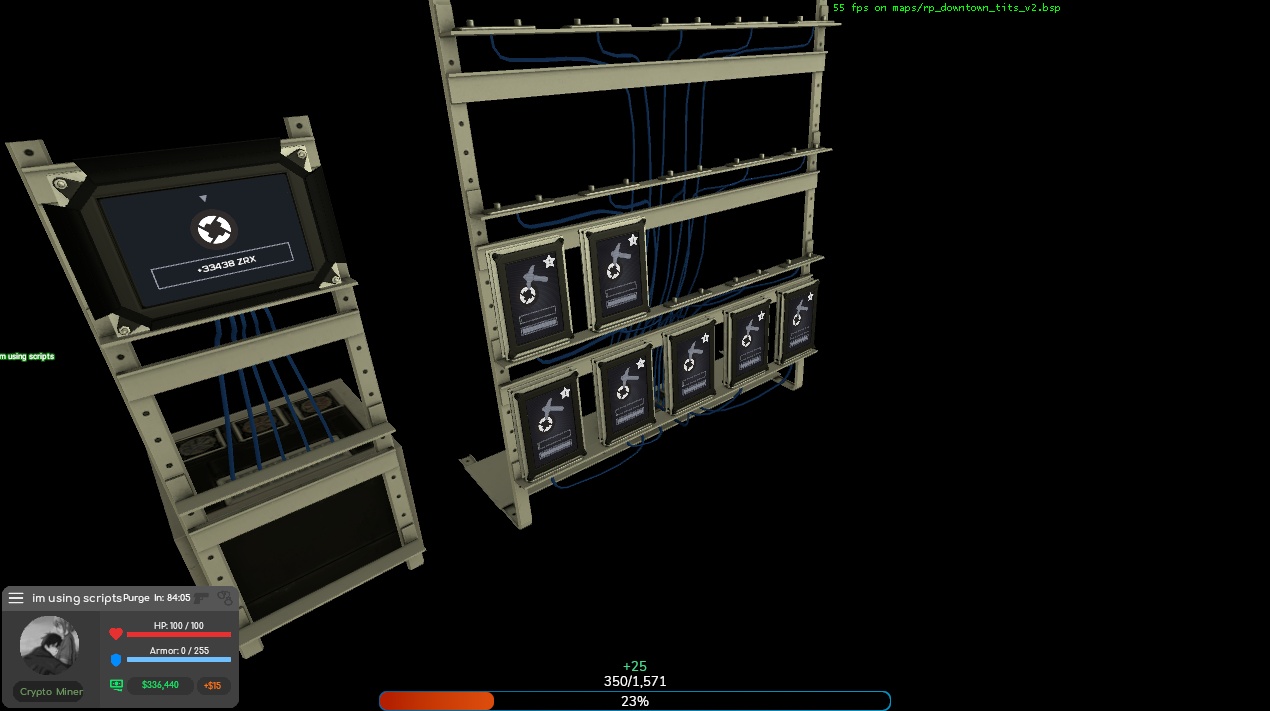 55 fps on maps/rp_downtown_tits_v2.bsp
+33438 ZRX
m using scripts
im using scripts Purge In: 84:05
HP: 100 / 100
Armor: 0 / 255
$336,440 +$15
Crypto Miner
+25
350/1,571
23%